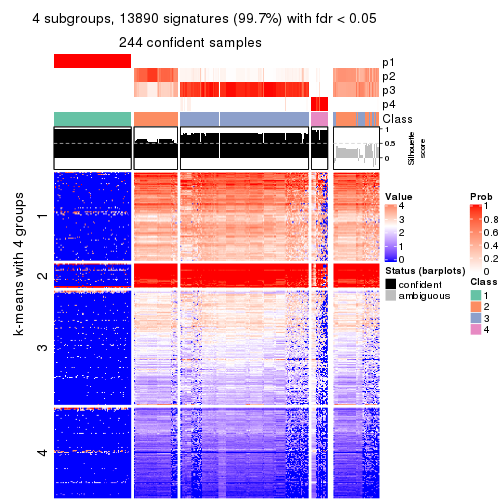 4 subgroups, 13890 signatures (99.7%) with fdr < 0.05
244 confident samples
p1
p2
p3
p4
Class
1
0.5
0
Silhouette
score
k-means with 4 groups
1
2
3
4
Value
4
3
2
1
0
Status (barplots)
confident
ambiguous
Prob
1
0.8
0.6
0.4
0.2
0
Class
1
2
3
4